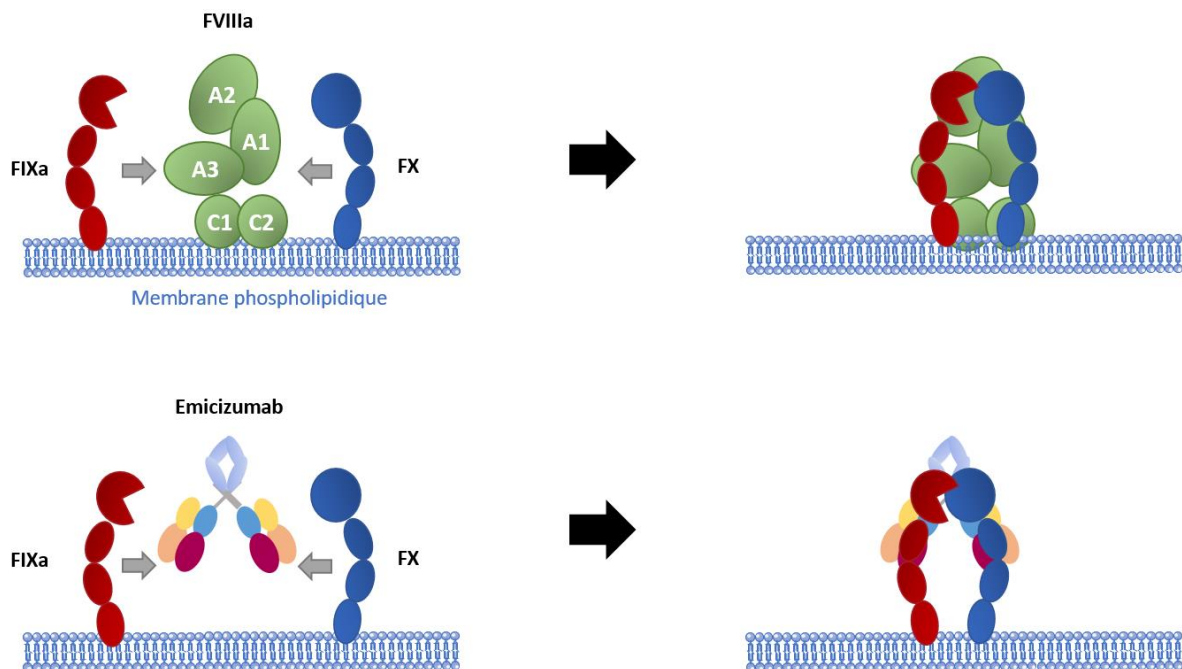 FVIIIa
A2
A1
FIXa
A3
FX
C1 C2
Membrane phospholipidique
Emicizumab
FIXa
FX